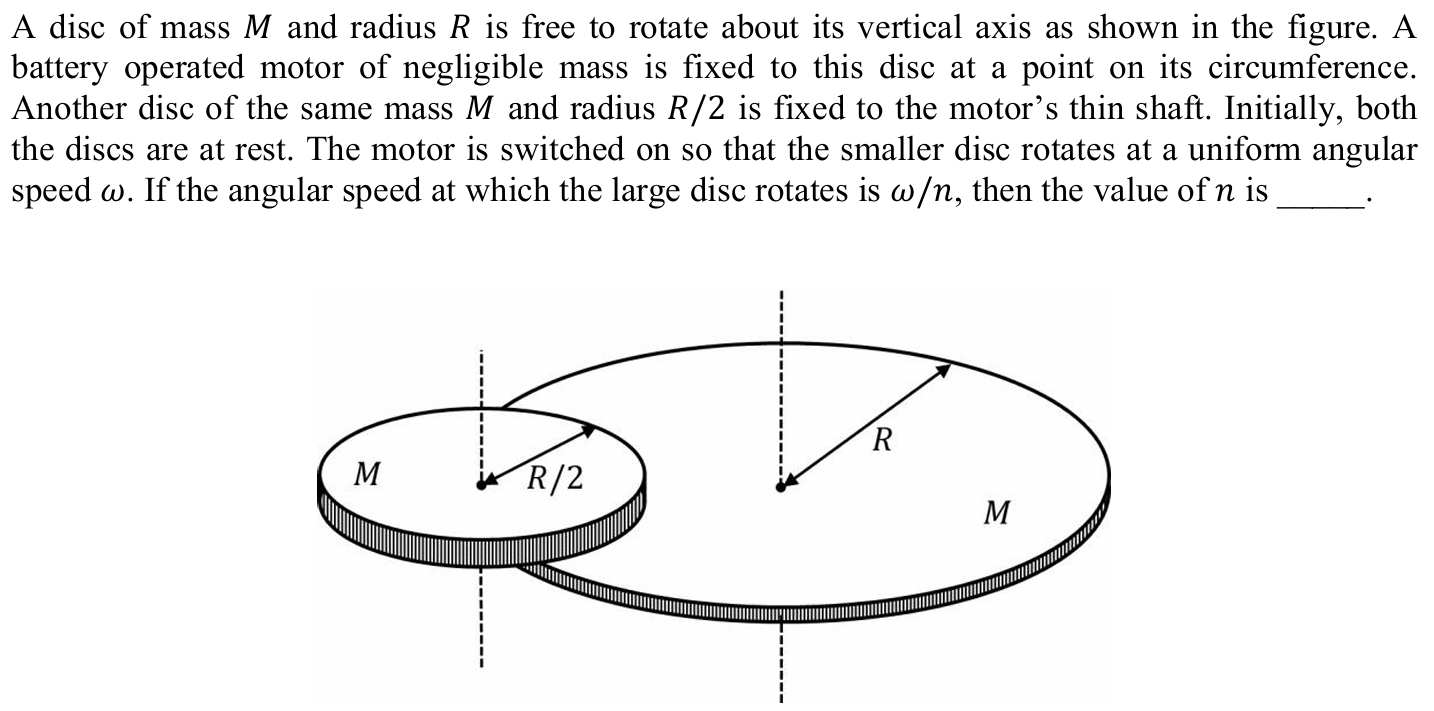 A disc of mass 𝑀 and radius 𝑅 is free to rotate about its vertical axis as shown in the figure. A
battery operated motor of negligible mass is fixed to this disc at a point on its circumference.
Another disc of the same mass 𝑀 and radius 𝑅/2 is fixed to the motor’s thin shaft. Initially, both
the discs are at rest. The motor is switched on so that the smaller disc rotates at a uniform angular
speed 𝜔. If the angular speed at which the large disc rotates is 𝜔/𝑛, then the value of 𝑛 is _____.
R
M
R/2
M